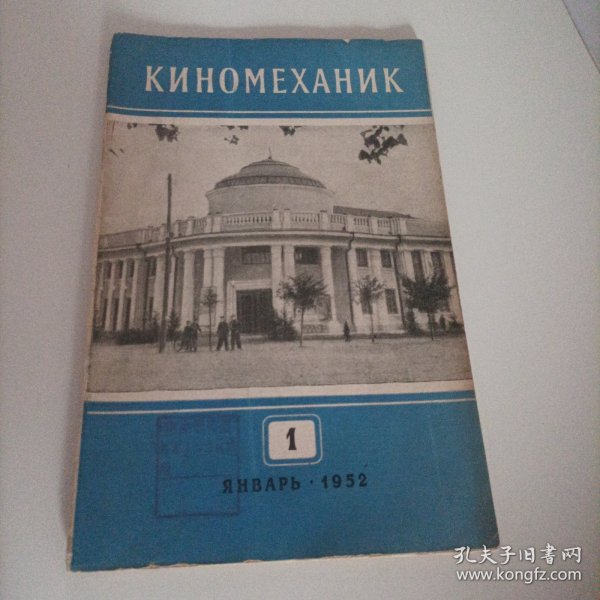 КИНОМЕХАНИК
1
ЯНВАРЬ · 1952
孔夫子旧书网
www.kongfz.com